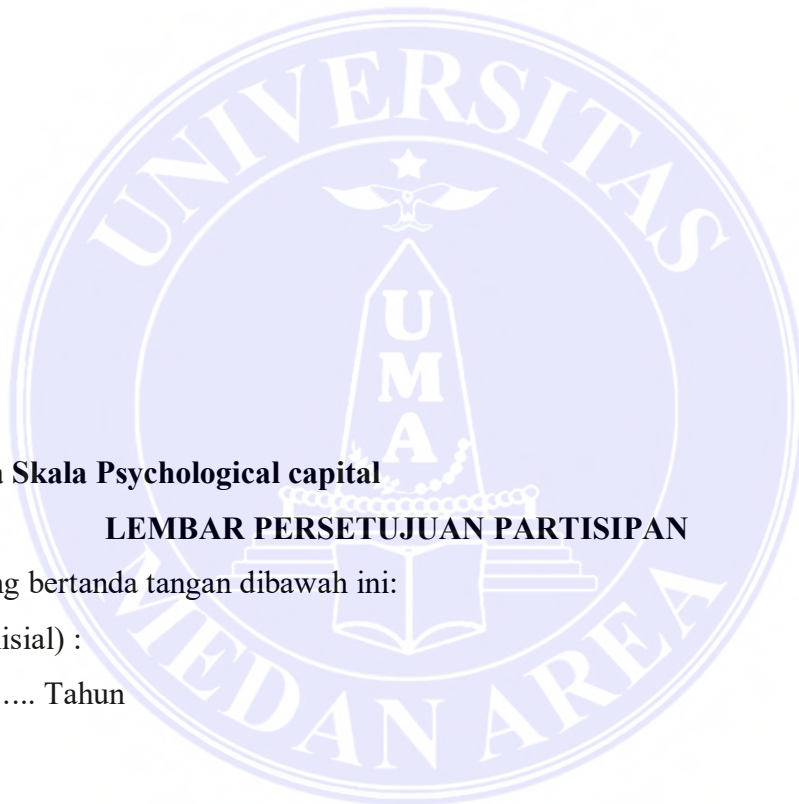 UNIVERSITAS
UMA
Skala Psychological capital
LEMBAR PERSETUJUAN PARTISIPAN
ng bertanda tangan dibawah ini:
isial) :
….. Tahun
MEDAN AREA